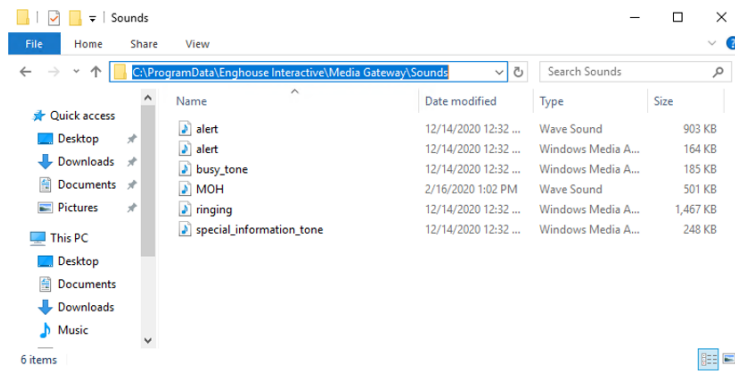 Sounds
File Home Share View
C:\ProgramData\Enghouse Interactive\Media Gateway\Sounds Search Sounds
Name Date modified Type Size
Quick access
Desktop
Downloads
Documents
Pictures
This PC
Desktop
Documents
Downloads
Music
alert 12/14/2020 12:32 ... Wave Sound 903 KB
alert 12/14/2020 12:32 ... Windows Media A... 164 KB
busy_tone 12/14/2020 12:32 ... Windows Media A... 185 KB
MOH 2/16/2020 1:02 PM Wave Sound 501 KB
ringing 12/14/2020 12:32 ... Windows Media A... 1,467 KB
special_information_tone 12/14/2020 12:32 ... Windows Media A... 248 KB
6 items